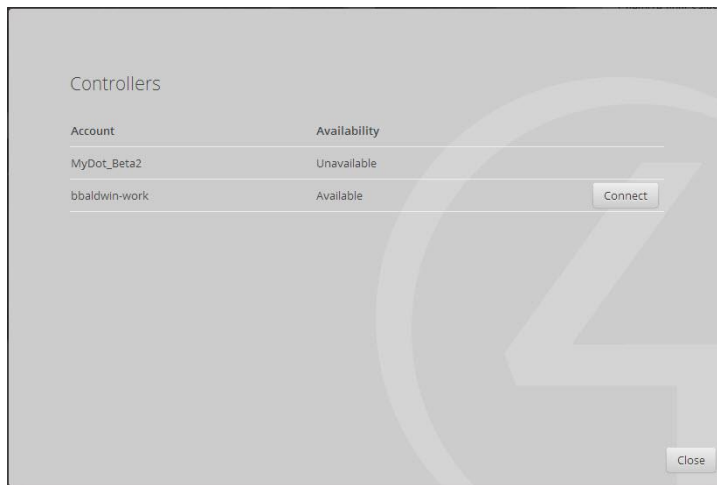 Controllers
Account Availability
MyDot_Beta2 Unavailable
bbaldwin-work Available Connect
Close